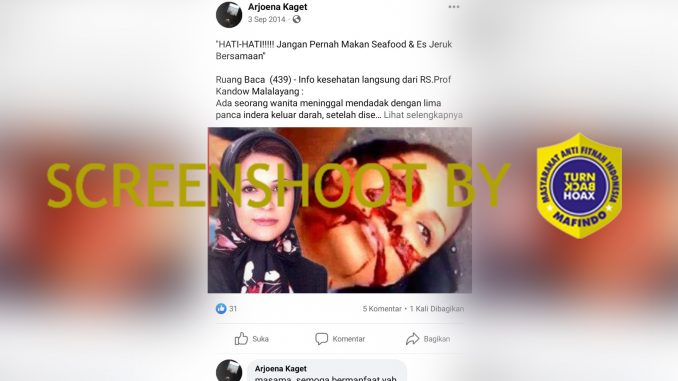 Arjoena Kaget
3 Sep 2014 ·
"HATI-HATI!!!!! Jangan Pernah Makan Seafood & Es Jeruk
Bersamaan"
Ruang Baca (439) - Info kesehatan langsung dari RS.Prof
Kandow Malalayang :
Ada seorang wanita meninggal mendadak dengan lima
panca indera keluar darah, setelah dise... Lihat selengkapnya
SCREENSHOOT BY
MASYARAKAT ANTI FITNAH INDONESIA
TURN
BACK
HOAX
MAFINDO
31
5 Komentar • 1 Kali Dibagikan
Suka
Komentar
Bagikan
Arjoena Kaget
masama, semoga bermanfaat yah